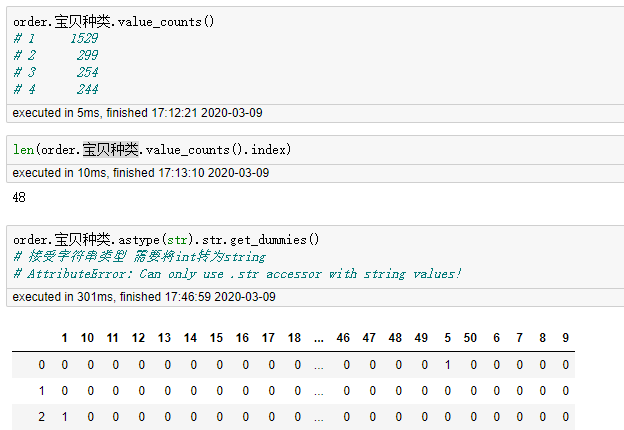 order.宝贝种类.value_counts()
# 1 1529
# 2 299
# 3 254
# 4 244
executed in 5ms, finished 17:12:21 2020-03-09
len(order.宝贝种类.value_counts().index)
executed in 10ms, finished 17:13:10 2020-03-09
48
order.宝贝种类.astype(str).str.get_dummies()
# 接受字符串类型 需要将int转为string
# AttributeError: Can only use .str accessor with string values!
executed in 301ms, finished 17:46:59 2020-03-09
1 10 11 12 13 14 15 16 17 18 ... 46 47 48 49 5 50 6 7 8 9
0 0 0 0 0 0 0 0 0 0 0 ... 0 0 0 0 1 0 0 0 0 0
1 0 0 0 0 0 0 0 0 0 0 ... 0 0 0 0 0 0 0 0 0 0
2 1 0 0 0 0 0 0 0 0 0 ... 0 0 0 0 0 0 0 0 0 0